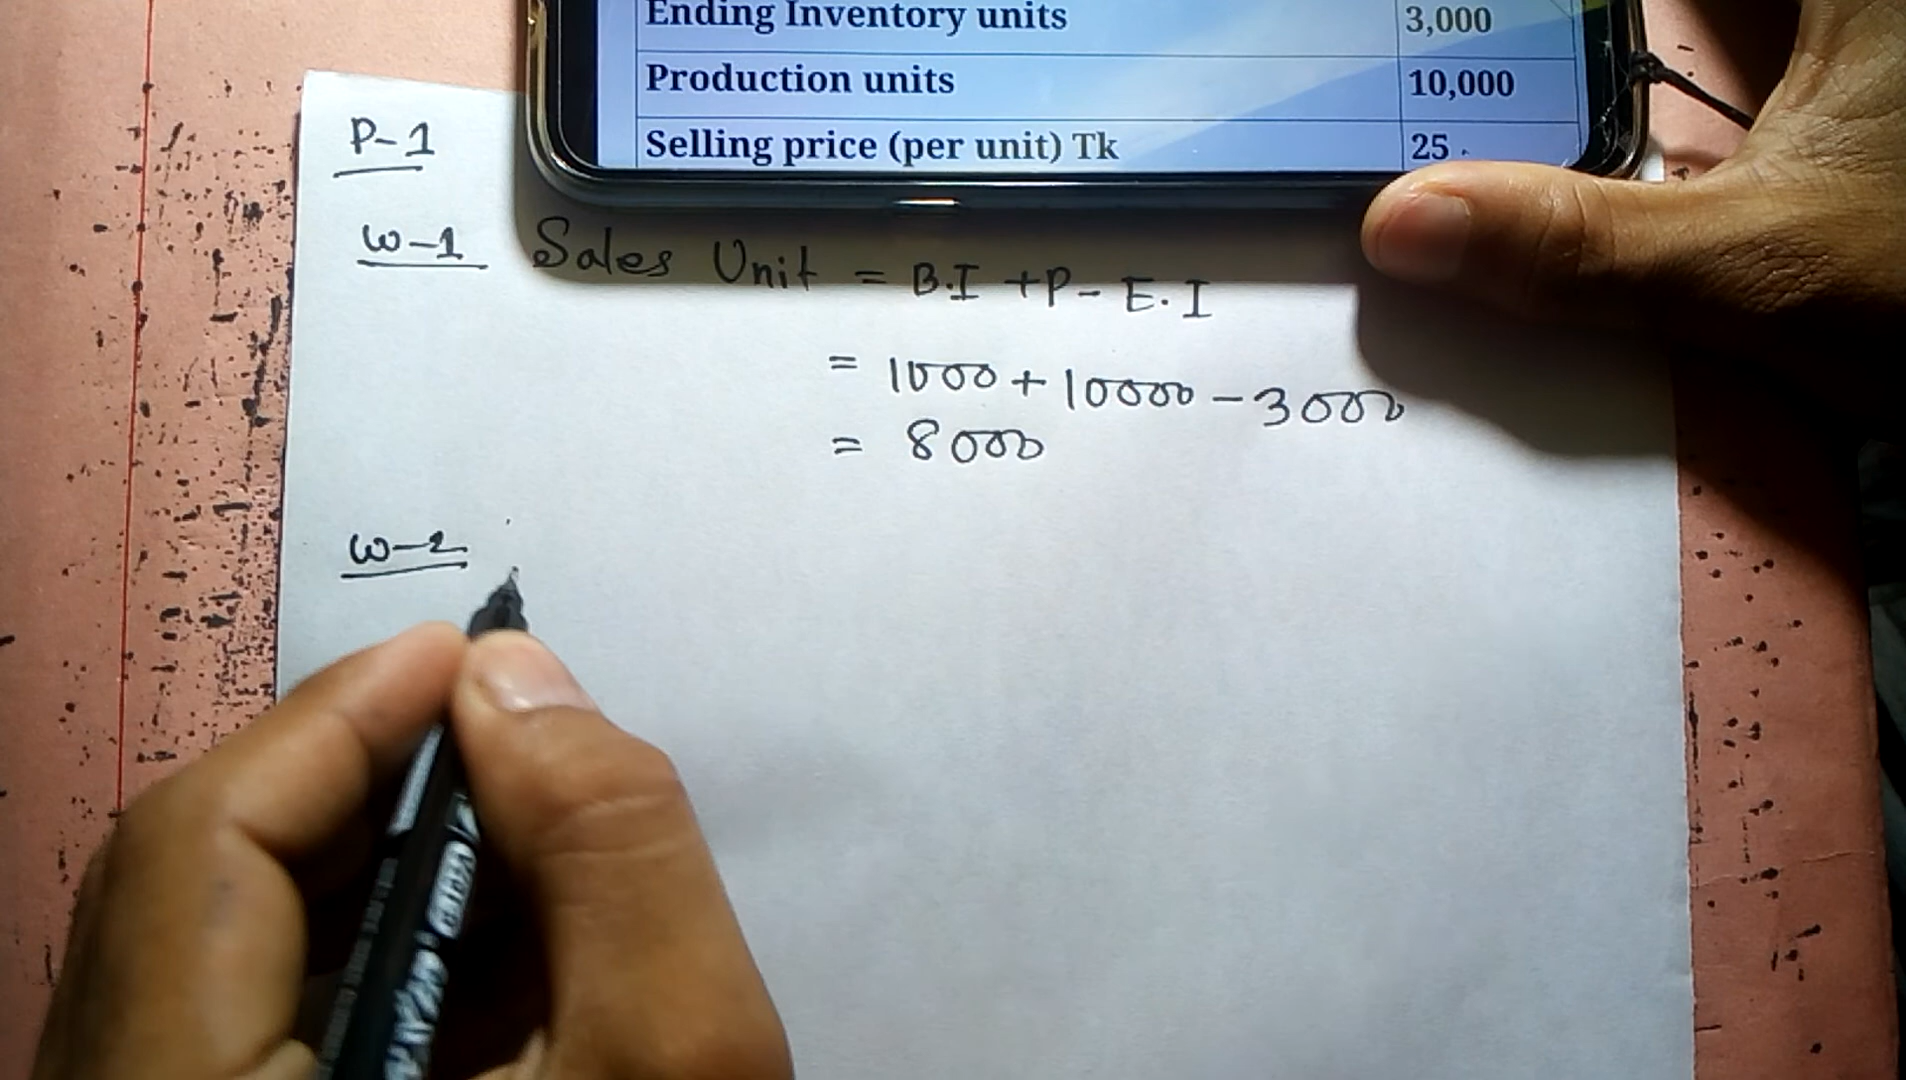 Ending Inventory units 3,000
Production units 10,000
Selling price (per unit) Tk 25
P-1
W-1 Sales Unit = B.I + P - E.I
= 1000 + 10000 - 3000
= 8000
W-2